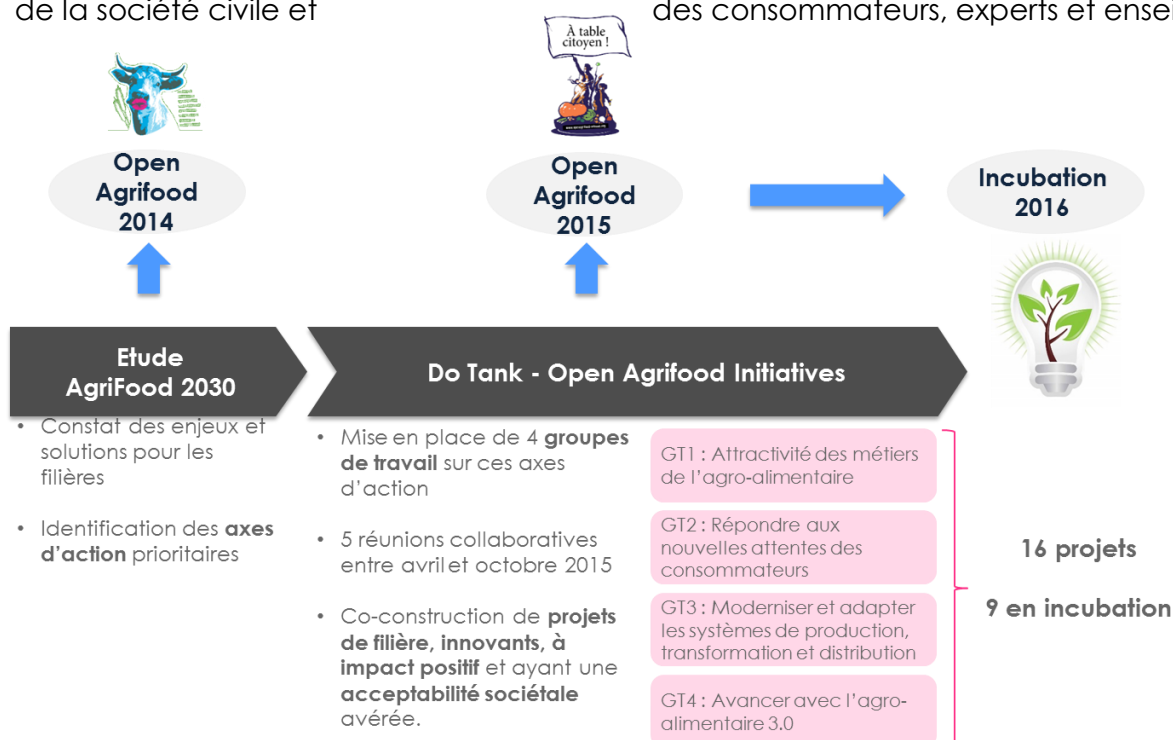 de la société civile et
des consommateurs, experts et
À table
citoyen !
Open
Agrifood
2014
Open
Agrifood
2015
Incubation
2016
Etude
AgriFood 2030
Do Tank - Open Agrifood Initiatives
• Constat des enjeux et
solutions pour les
filières
• Identification des axes
d’action prioritaires
• Mise en place de 4 groupes
de travail sur ces axes
d’action
• 5 réunions collaboratives
entre avril et octobre 2015
• Co-construction de projets
de filière, innovants, à
impact positif et ayant une
acceptabilité sociétale
avérée.
GT1 : Attractivité des métiers
de l’agro-alimentaire
GT2 : Répondre aux
nouvelles attentes des
consommateurs
GT3 : Moderniser et adapter
les systèmes de production,
transformation et distribution
GT4 : Avancer avec l’agro-
alimentaire 3.0
16 projets
9 en incubation